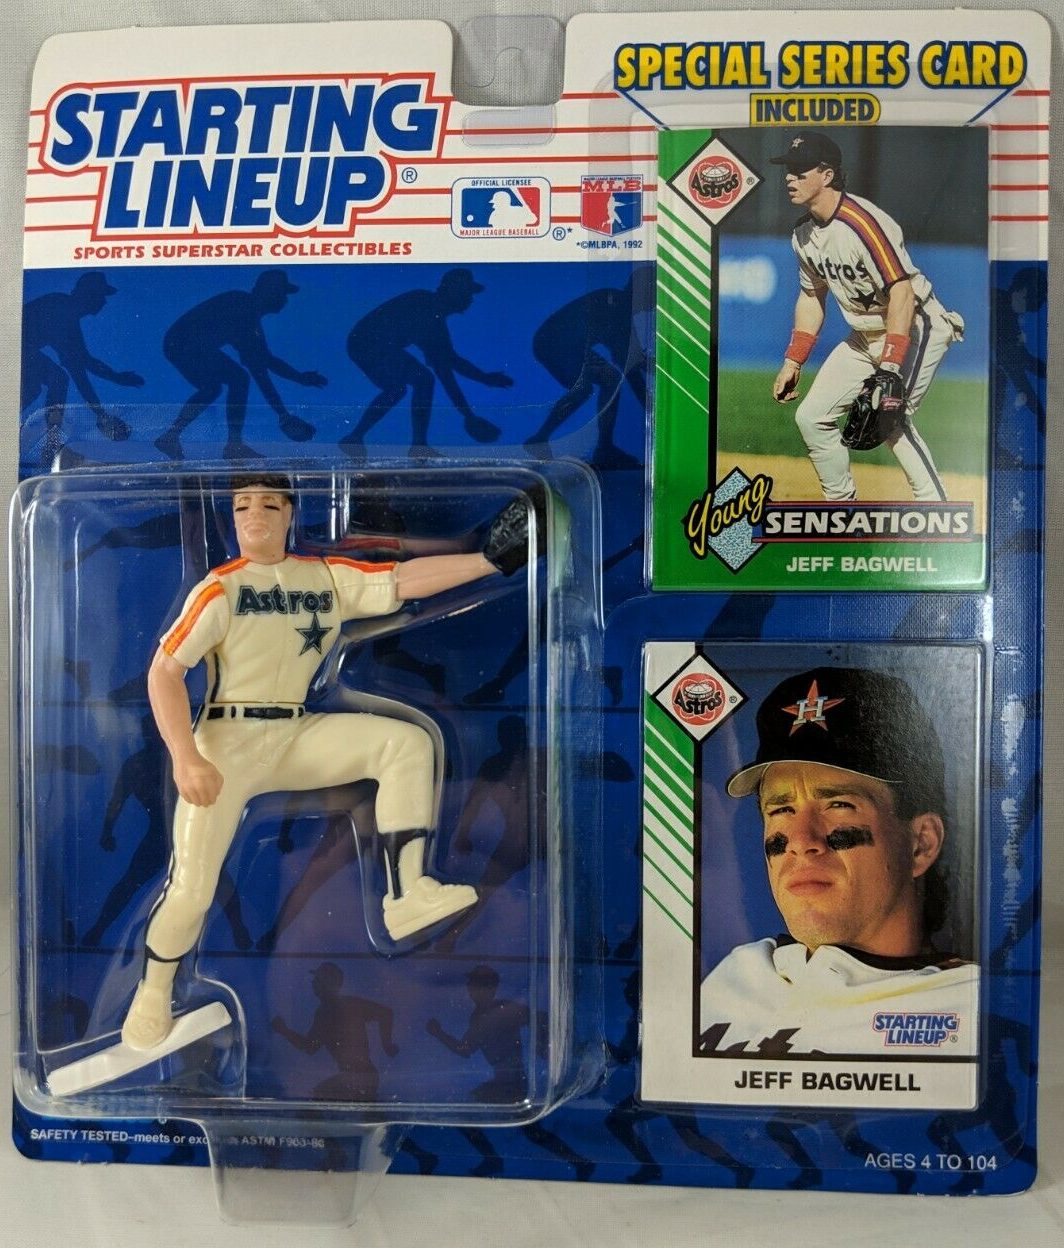 STARTING
LINEUP®
SPORTS SUPERSTAR COLLECTIBLES
OFFICIAL LICENSEE
MAJOR LEAGUE BASEBALL
®*
MLB
*©MLBPA, 1992
SPECIAL SERIES CARD
INCLUDED
Astros
®
Astros
1
Young
SENSATIONS
JEFF BAGWELL
Astros
Astros
®
H
STARTING
LINEUP®
JEFF BAGWELL
SAFETY TESTED–meets or ASTM F963-86
AGES 4 TO 104